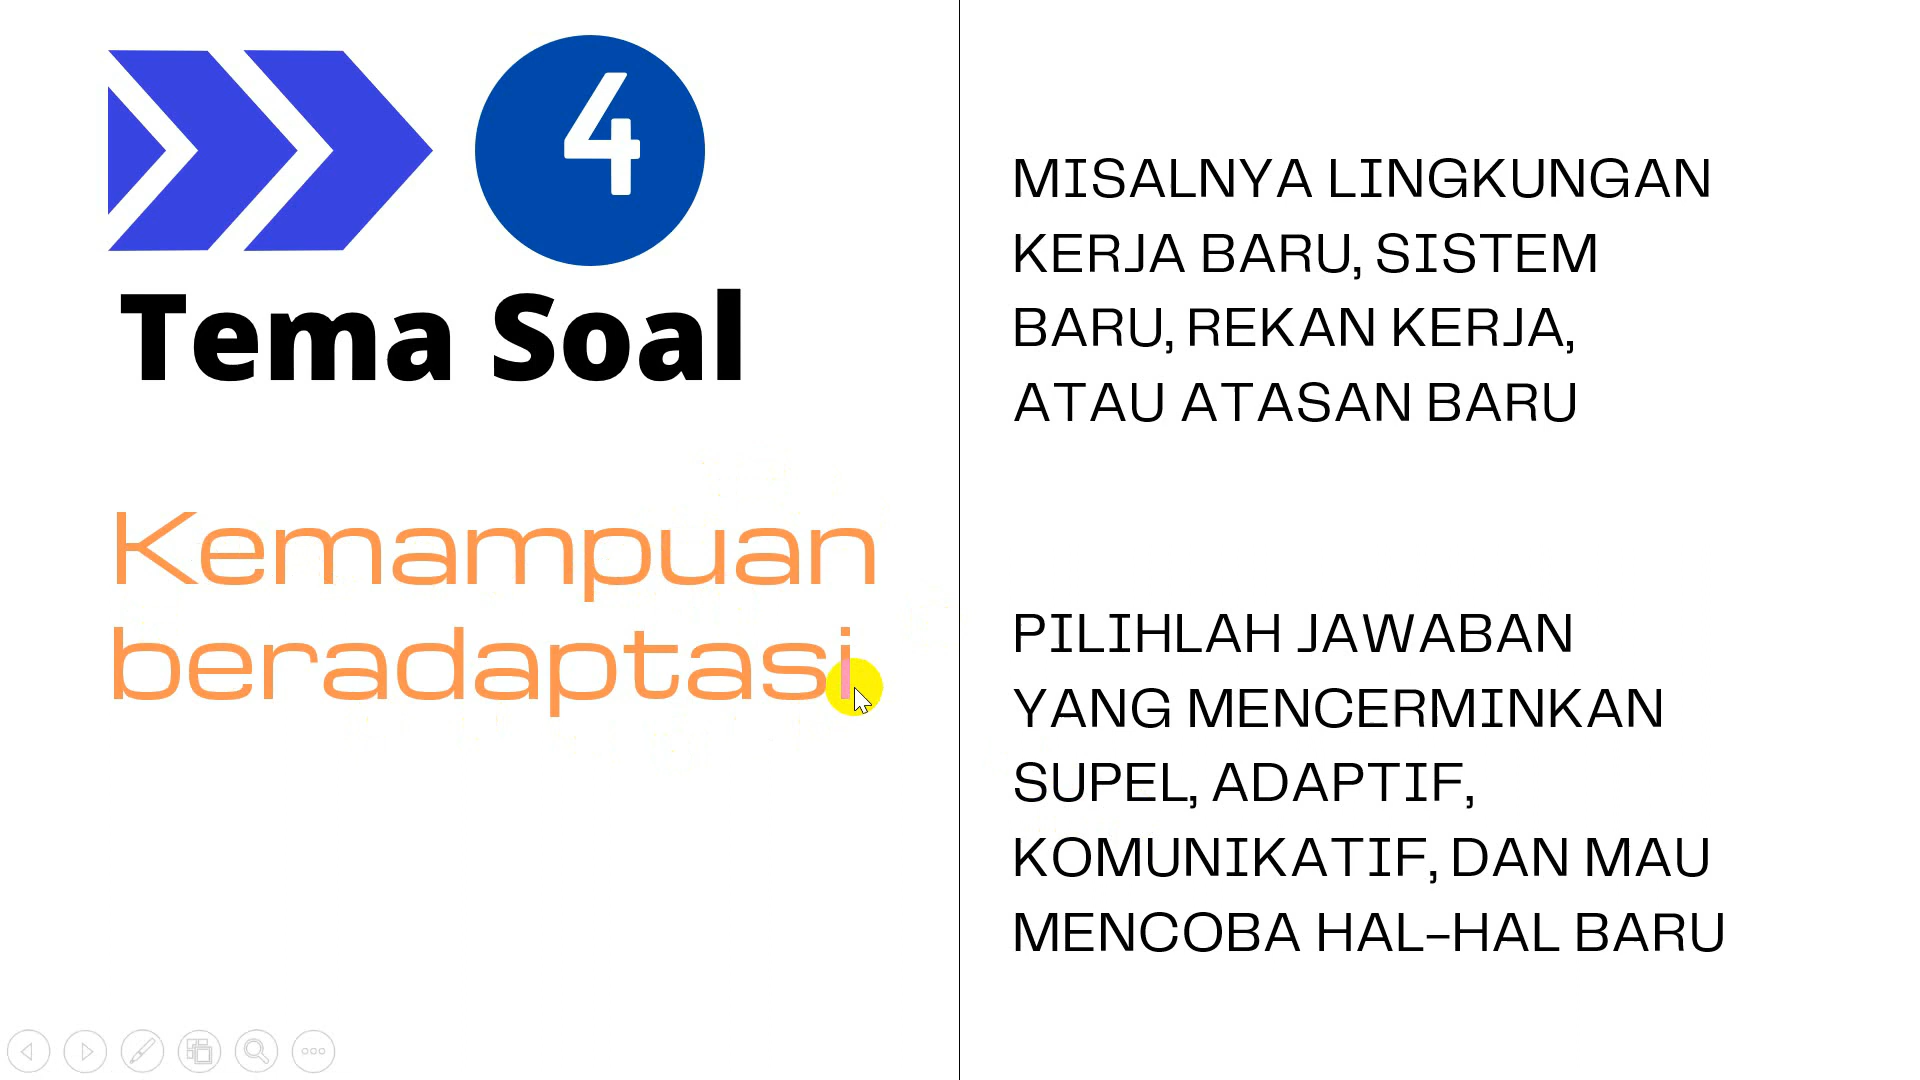 4
Tema Soal
Kemampuan
beradaptasi
MISALNYA LINGKUNGAN
KERJA BARU, SISTEM
BARU, REKAN KERJA,
ATAU ATASAN BARU
PILIHLAH JAWABAN
YANG MENCERMINKAN
SUPEL, ADAPTIF,
KOMUNIKATIF, DAN MAU
MENCOBA HAL-HAL BARU